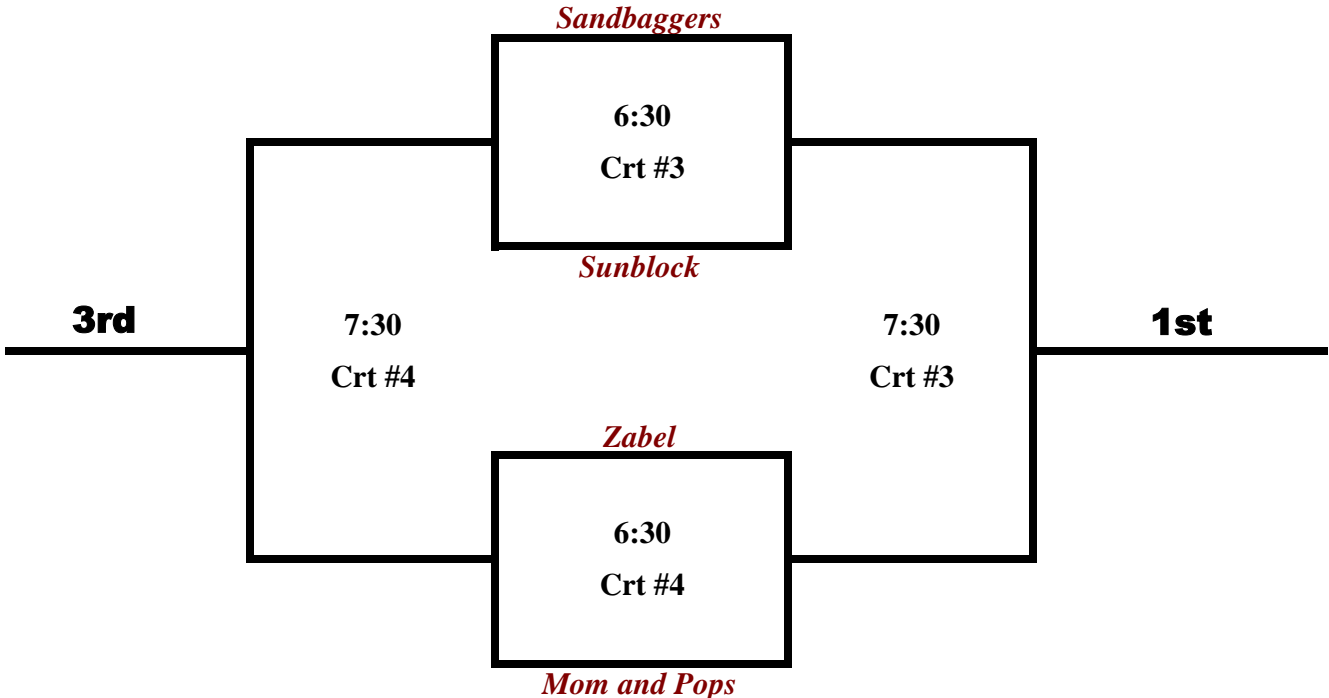 Sandbaggers
6:30
Crt #3
Sunblock
3rd
7:30
Crt #4
7:30
Crt #3
1st
Zabel
6:30
Crt #4
Mom and Pops